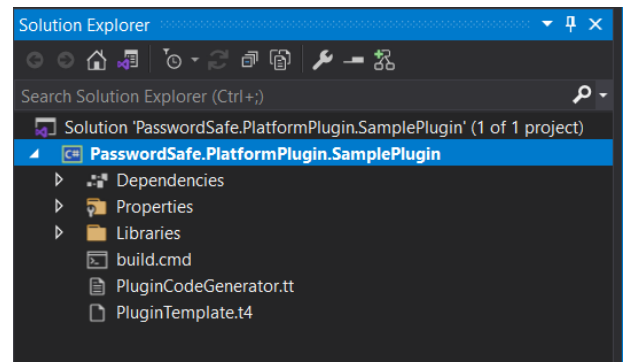 Solution Explorer
Search Solution Explorer (Ctrl+;)
Solution 'PasswordSafe.PlatformPlugin.SamplePlugin' (1 of 1 project)
C# PasswordSafe.PlatformPlugin.SamplePlugin
Dependencies
Properties
Libraries
build.cmd
PluginCodeGenerator.tt
PluginTemplate.t4